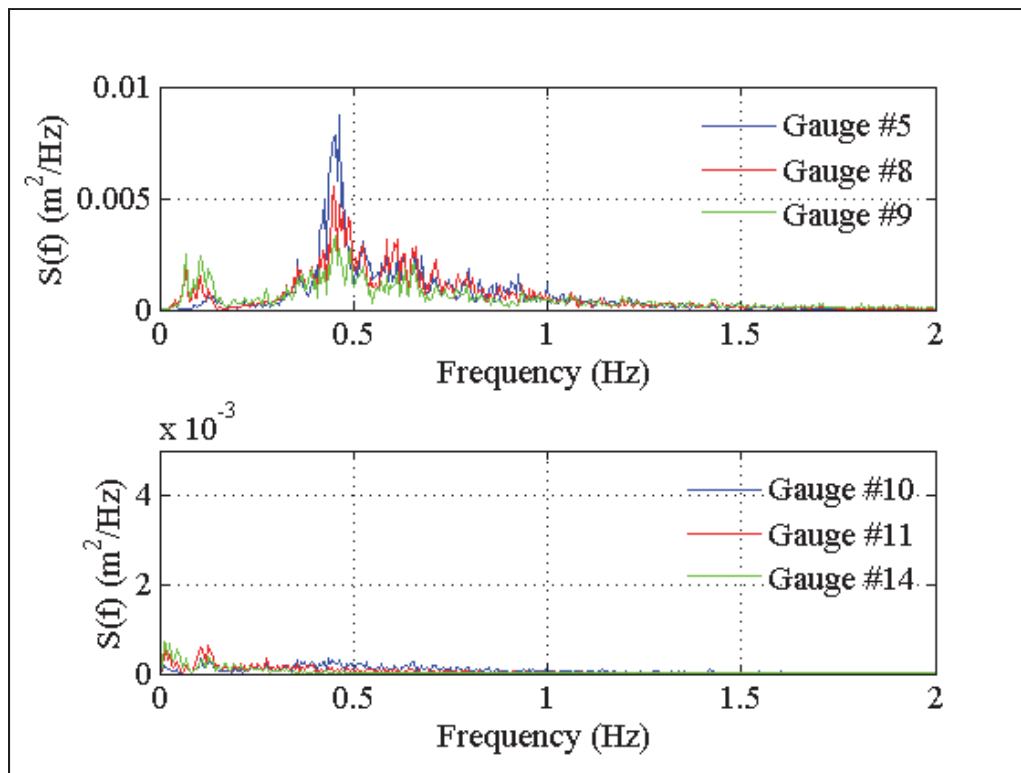 0.01
0.005
0
S(f) (m²/Hz)
Gauge #5
Gauge #8
Gauge #9
0 0.5 1 1.5 2
Frequency (Hz)
x 10⁻³
4
2
0
S(f) (m²/Hz)
Gauge #10
Gauge #11
Gauge #14
0 0.5 1 1.5 2
Frequency (Hz)